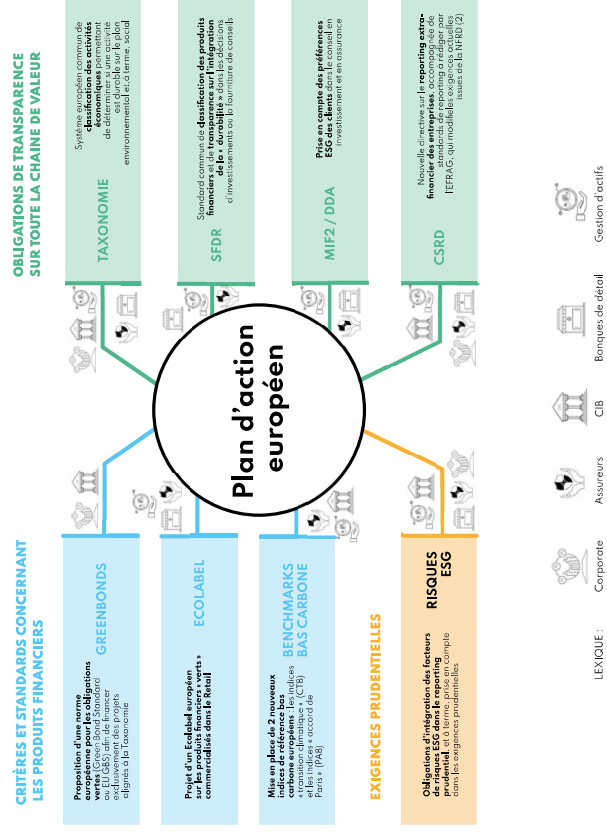 CRITÈRES ET STANDARDS CONCERNANT
LES PRODUITS FINANCIERS
Proposition d'une norme
européenne pour les obligations
vertes (Green Bond Standard
ou EU GBS) afin de financer
exclusivement des projets
alignés à la Taxonomie
GREENBONDS
Projet d'un Ecolabel européen
sur les produits financiers « verts »
commercialisés dans le Retail
ECOLABEL
Mise en place de 2 nouveaux
indices de référence bas
carbone européens : les indices
« transition climatique » (CTB)
et les indices « accord de
Paris » (PAB)
BENCHMARKS
BAS CARBONE
EXIGENCES PRUDENTIELLES
Obligations d'intégration des facteurs
de risques ESG dans le reporting
prudentiel, et à terme, prise en compte
dans les exigences prudentielles
RISQUES
ESG
Plan d'action
européen
OBLIGATIONS DE TRANSPARENCE
SUR TOUTE LA CHAINE DE VALEUR
TAXONOMIE
Système européen commun de
classification des activités
économiques permettant
de déterminer si une activité
est durable sur le plan
environnemental et,à terme, social
SFDR
Standard commun de classification des produits
financiers et de transparence sur l'intégration
de la « durabilité » dans les décisions
d'investissements ou la fourniture de conseils
MIF2 / DDA
Prise en compte des préférences
ESG des clients dans le conseil en
investissement et en assurance
CSRD
Nouvelle directive sur le reporting extra-
financier des entreprises, accompagnée de
standards de reporting à rédiger par
l'EFRAG, qui modifie les exigences actuelles
issues de la NFRD (2)
LEXIQUE :
Corporate
Assureurs
CIB
Banques de détail
Gestion d'actifs